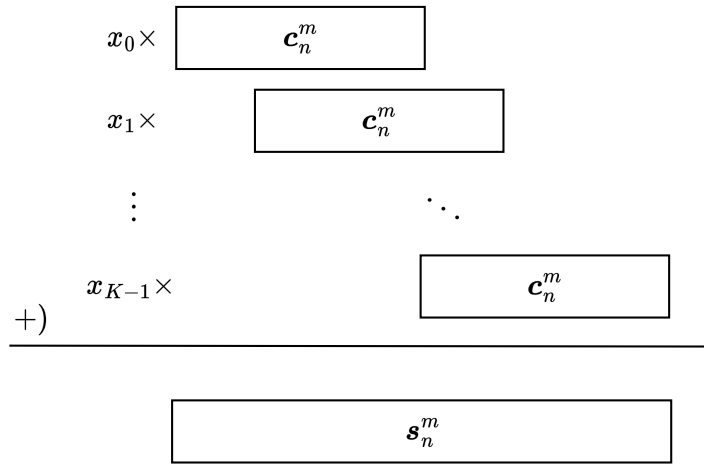 x₀× 𝒄ₙᵐ
x₁× 𝒄ₙᵐ
⋮ ⋱
x_{K−1}× 𝒄ₙᵐ
+)
𝒔ₙᵐ